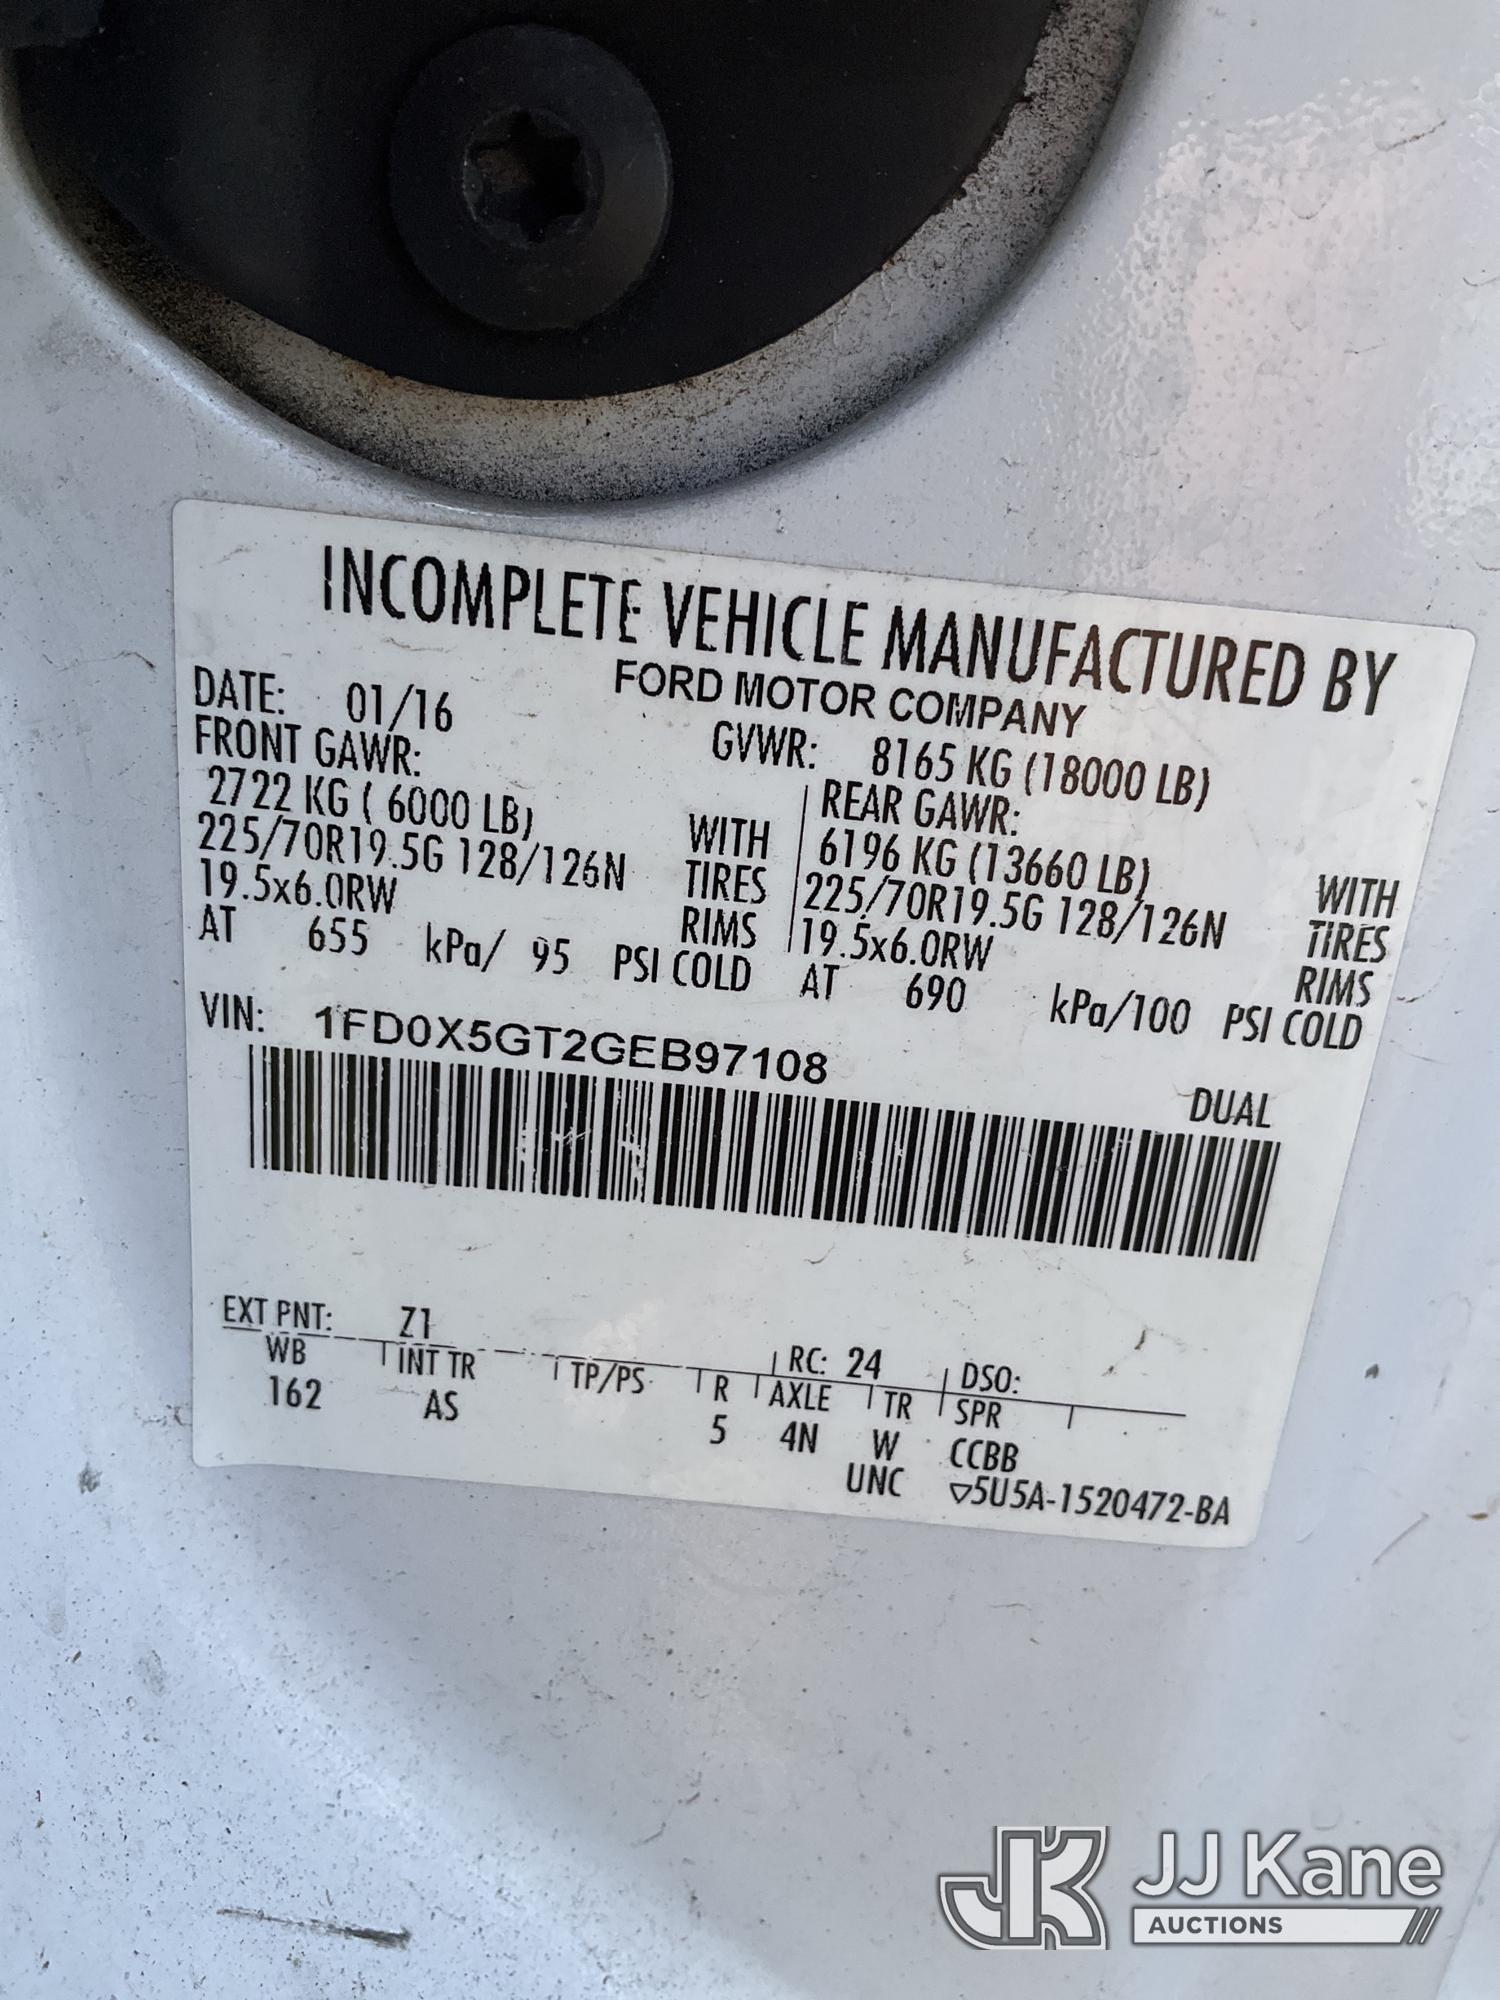 INCOMPLETE VEHICLE MANUFACTURED BY
FORD MOTOR COMPANY
DATE: 01/16 GVWR: 8165 KG (18000 LB)
FRONT GAWR: REAR GAWR:
2722 KG ( 6000 LB) WITH 6196 KG (13660 LB) WITH
225/70R19.5G 128/126N TIRES 225/70R19.5G 128/126N TIRES
19.5x6.0RW RIMS 19.5x6.0RW RIMS
AT 655 kPa/ 95 PSI COLD AT 690 kPa/100 PSI COLD
VIN: 1FD0X5GT2GEB97108
DUAL
EXT PNT: Z1 RC: 24 DSO:
WB INT TR TP/PS R AXLE TR SPR
162 AS 5 4N W CCBB
UNC ▽5U5A-1520472-BA
JK JJ Kane
AUCTIONS